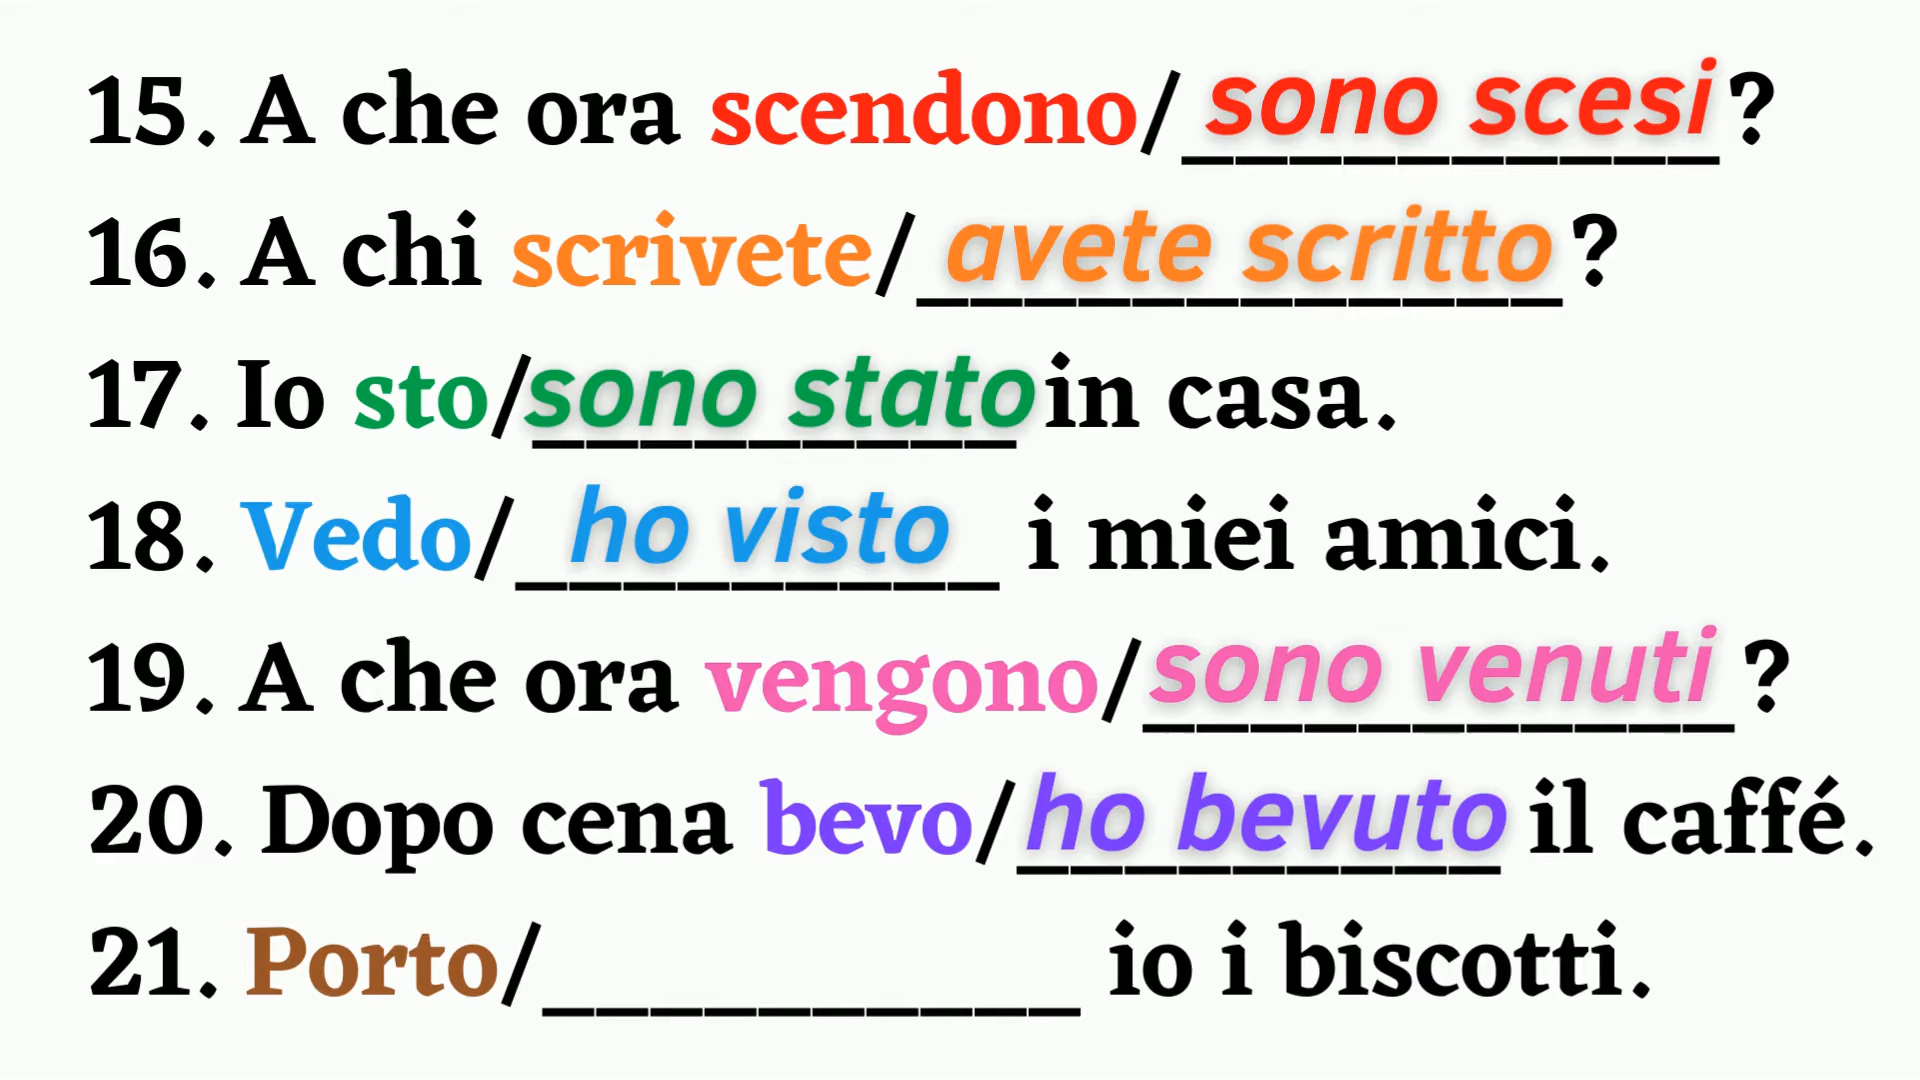 15. A che ora scendono/ sono scesi?
16. A chi scrivete/ avete scritto?
17. Io sto/sono stato in casa.
18. Vedo/ ho visto i miei amici.
19. A che ora vengono/sono venuti ?
20. Dopo cena bevo/ho bevuto il caffé.
21. Porto/__________ io i biscotti.